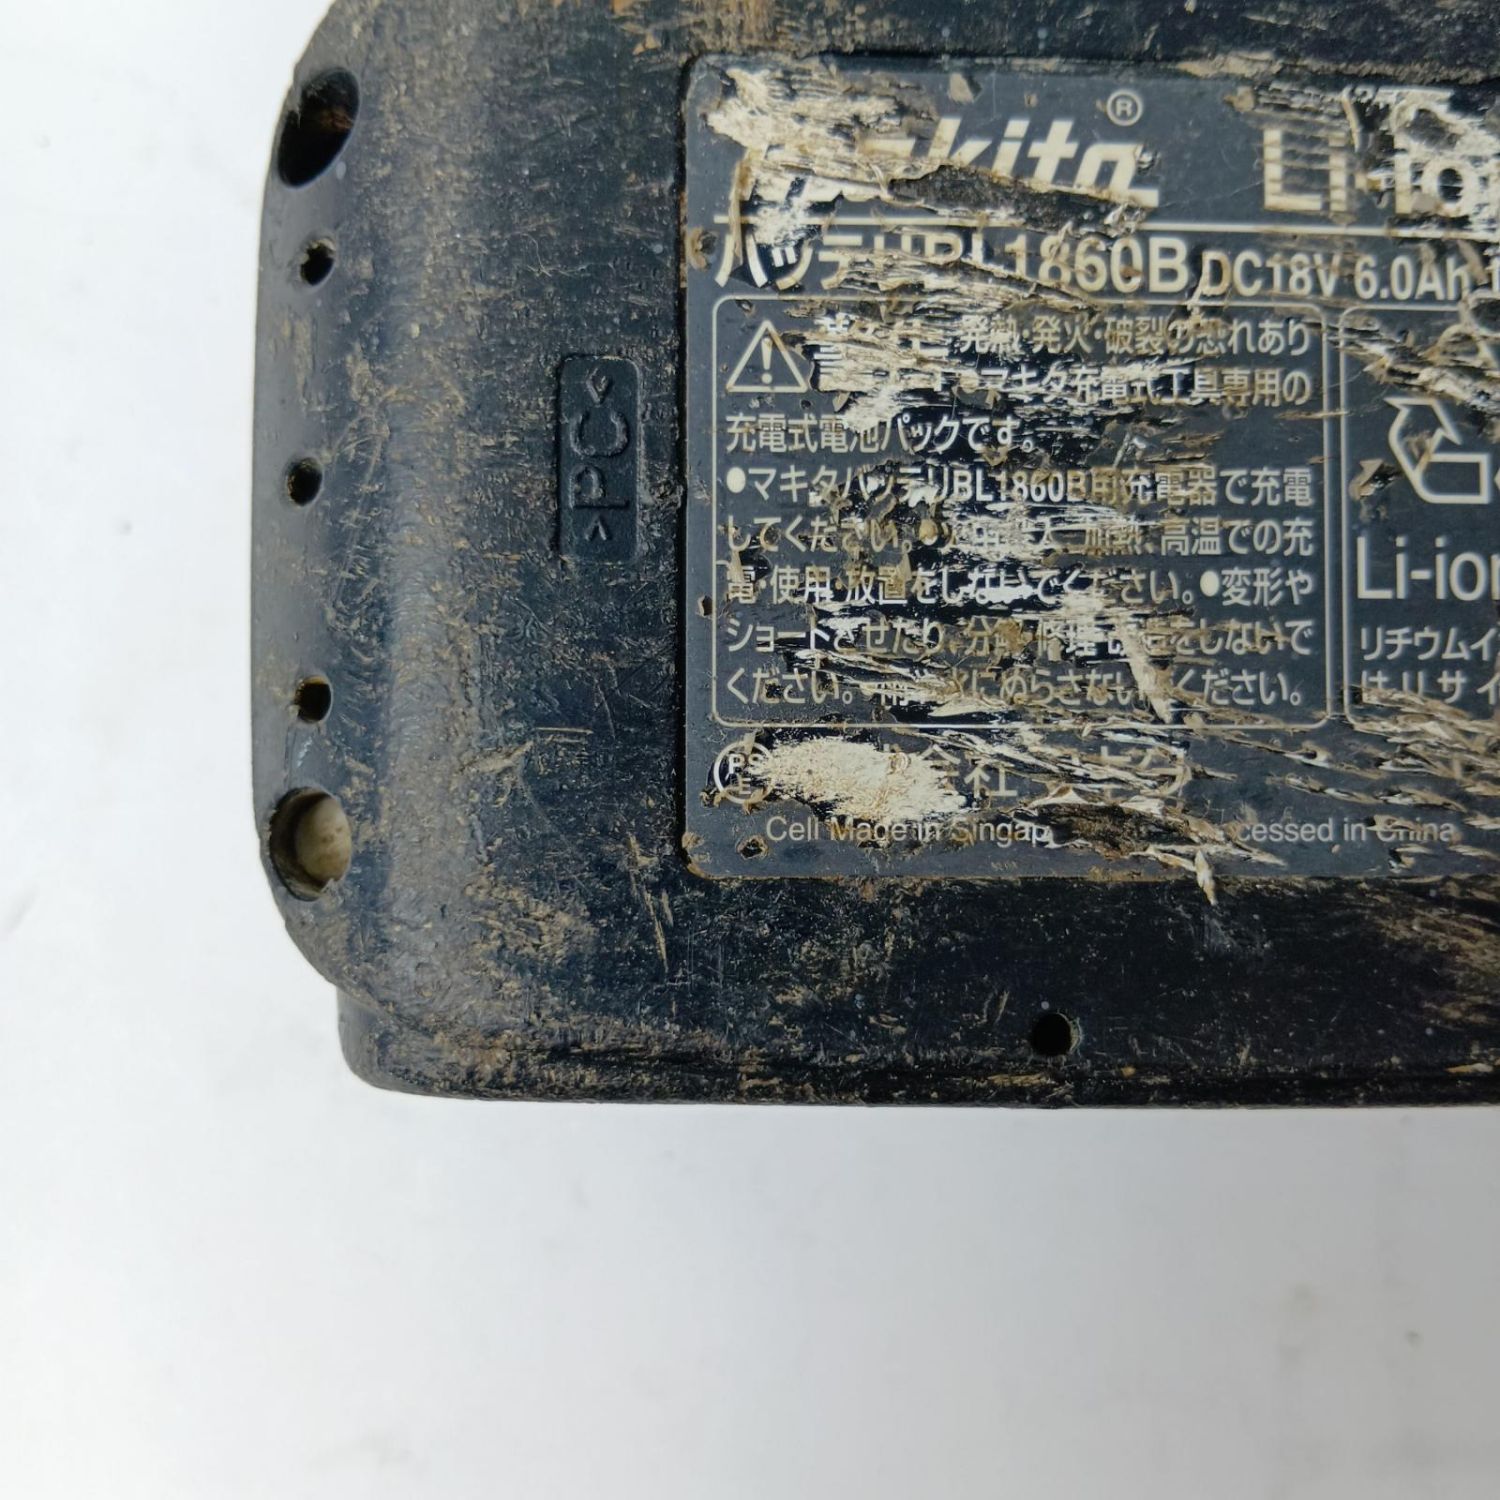 makita® Li-io
バッテリBL1860B DC18V 6.0Ah
発熱・発火・破裂の恐れあり
マキタ充電式工具専用の
充電式電池パックです。
●マキタバッテリBL1860B用充電器で充電
してください。● 加熱、高温での充
電・使用・放置をしないでください。●変形や
ショートさせたり、分解・修理・改造をしないで
ください。 水にぬらさないでください。
Li-ion
リチウムイ
はリサイ
PS
会社
Cell Made in Singap cessed in China
>PC<